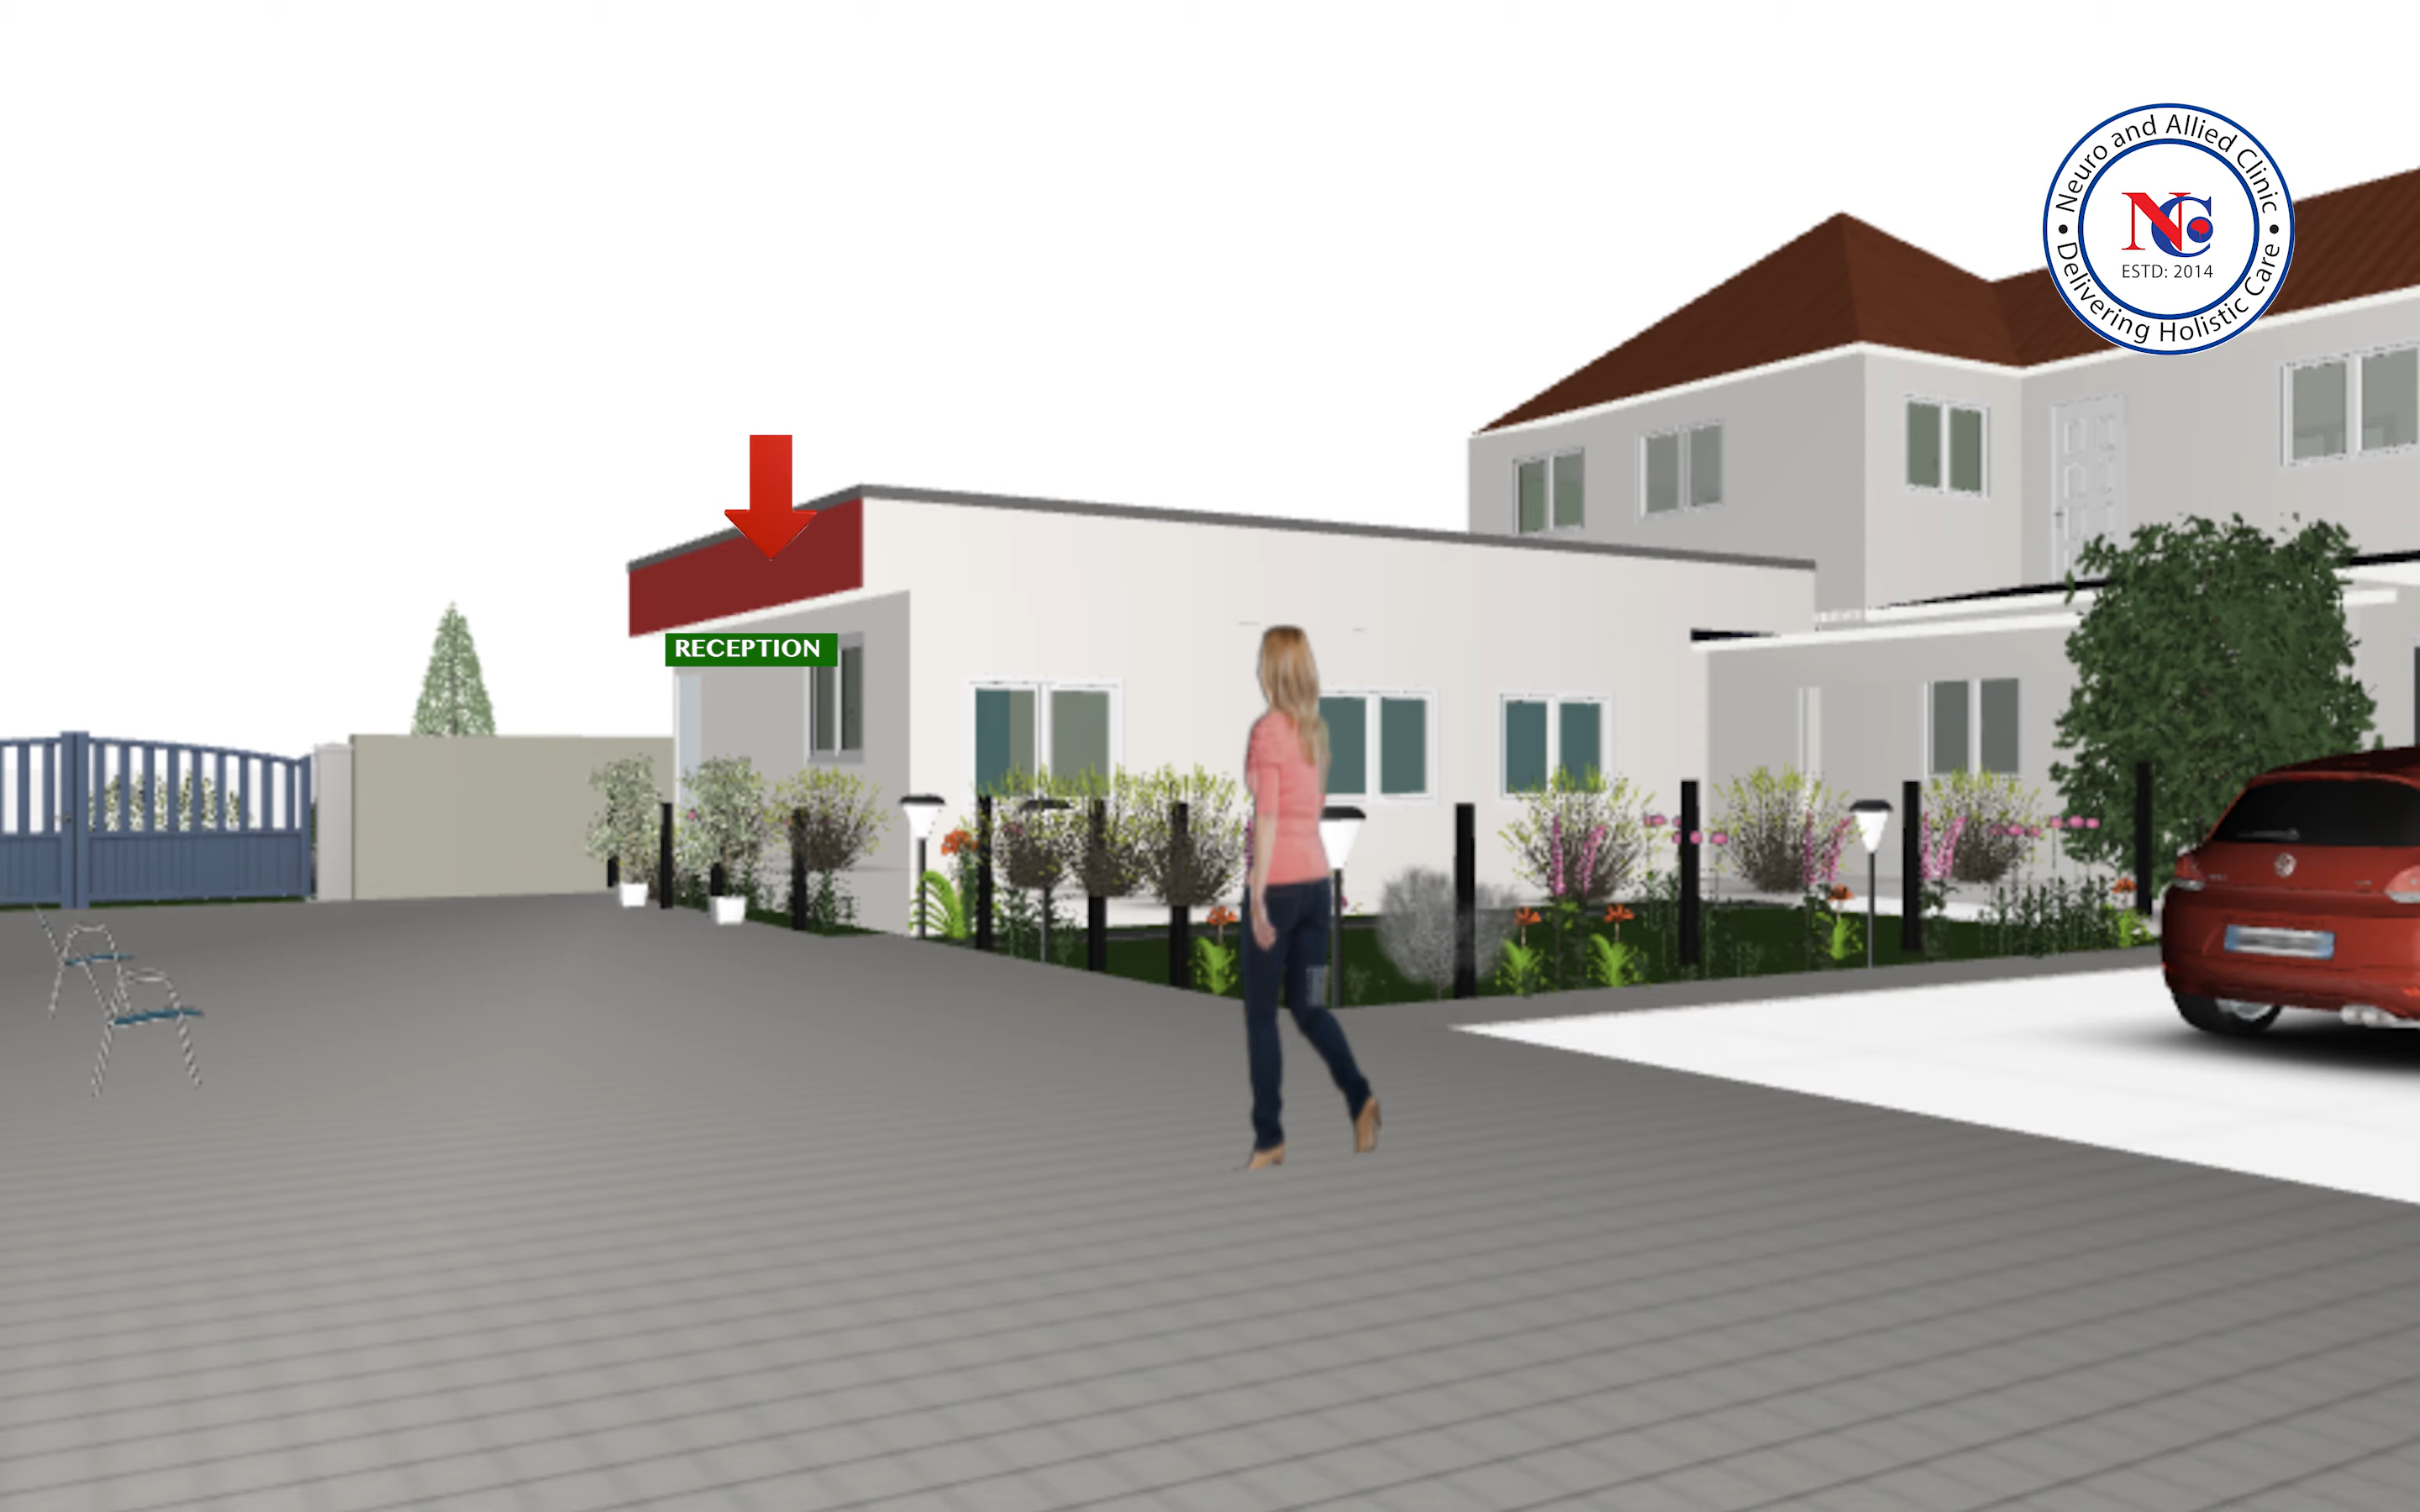 Neuro and Allied Clinic
NC
ESTD: 2014
Delivering Holistic Care
RECEPTION